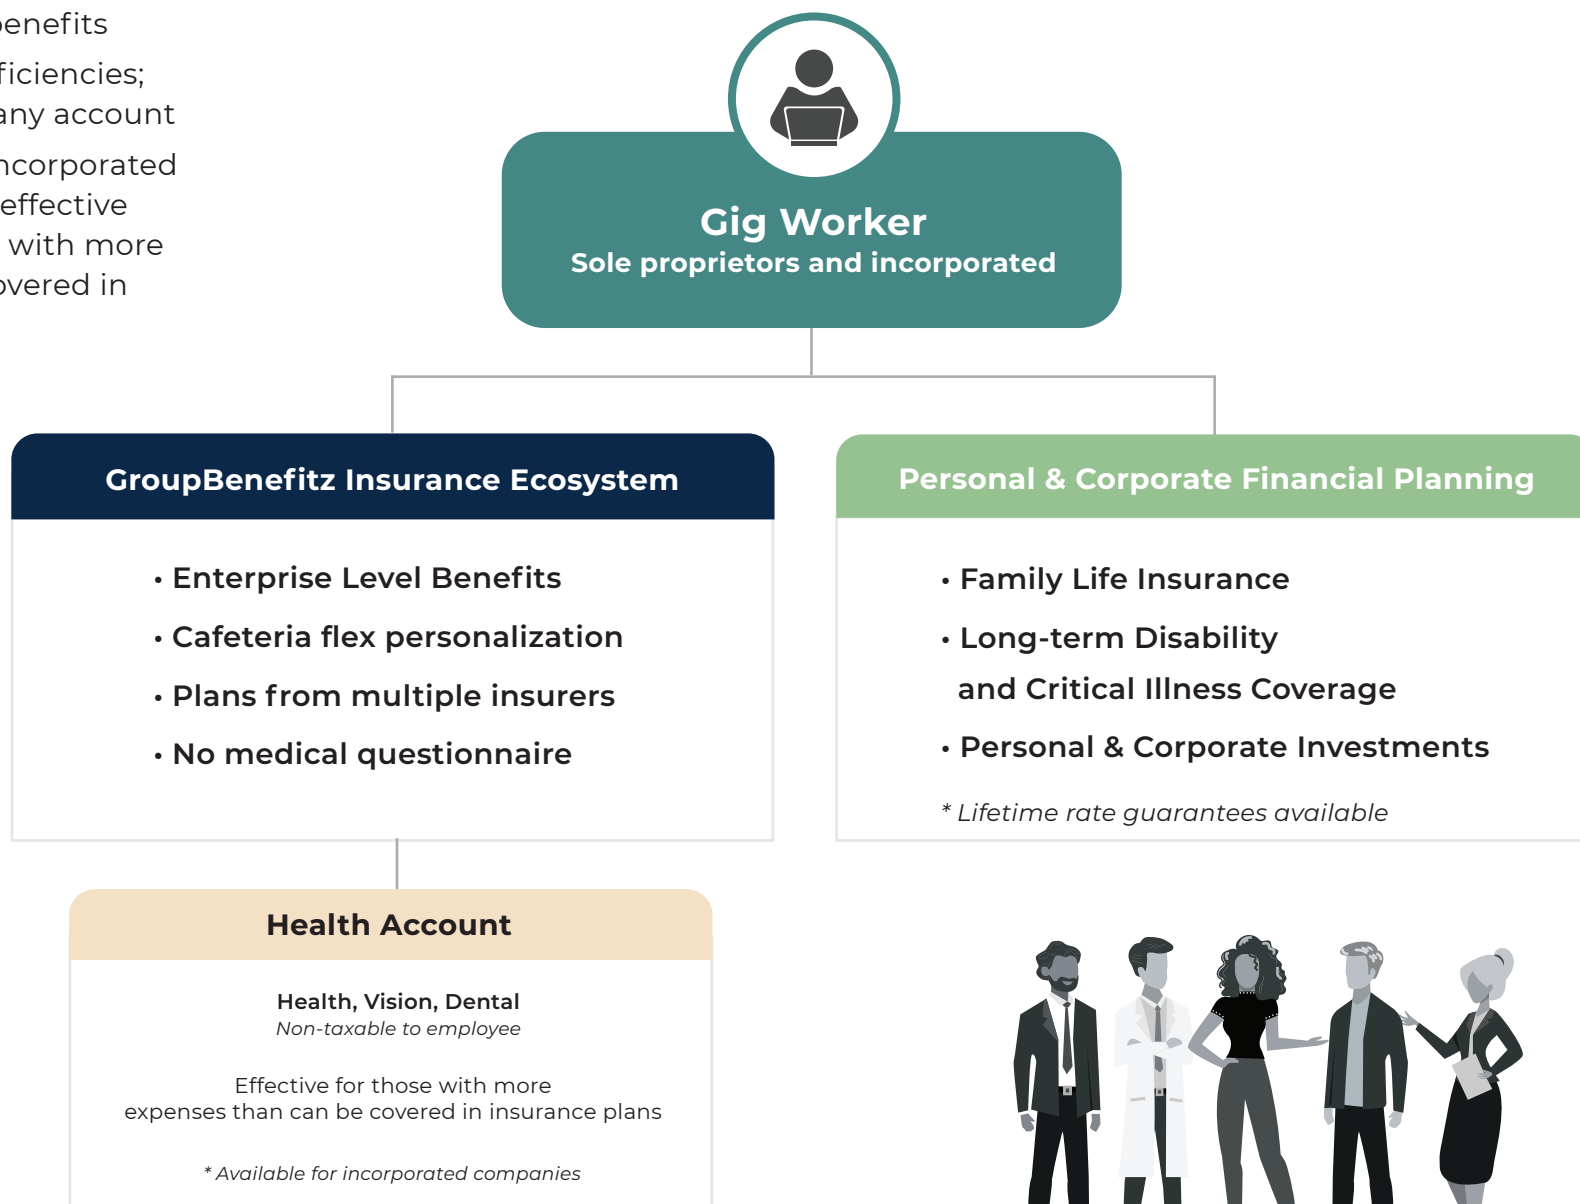 benefits
ficiencies;
any account
ncorporated
effective
with more
overed in
Gig Worker
Sole proprietors and incorporated
GroupBenefitz Insurance Ecosystem
• Enterprise Level Benefits
• Cafeteria flex personalization
• Plans from multiple insurers
• No medical questionnaire
Personal & Corporate Financial Planning
• Family Life Insurance
• Long-term Disability
and Critical Illness Coverage
• Personal & Corporate Investments
* Lifetime rate guarantees available
Health Account
Health, Vision, Dental
Non-taxable to employee
Effective for those with more
expenses than can be covered in insurance plans
* Available for incorporated companies